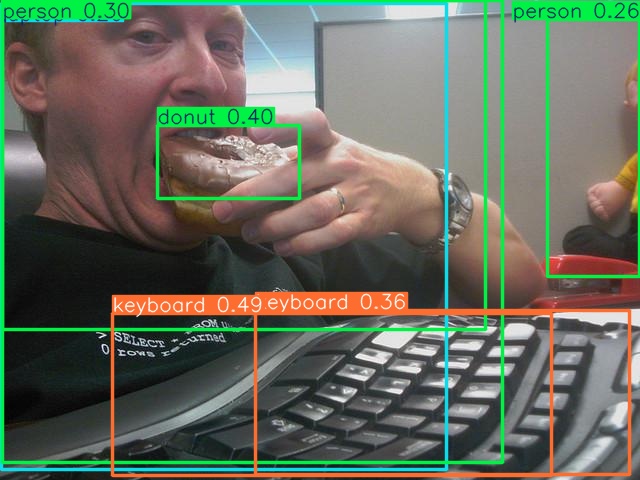 person 0.30
person 0.26
donut 0.40
keyboard 0.49
eyboard 0.36
> SELECT * FROM
0 rows returned